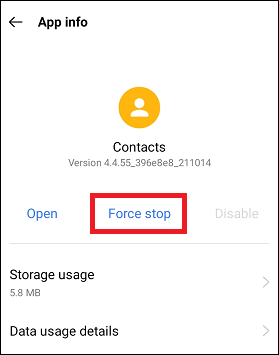 App info
Contacts
Version 4.4.55_396e8e8_211014
Open Force stop Disable
Storage usage
5.8 MB
Data usage details